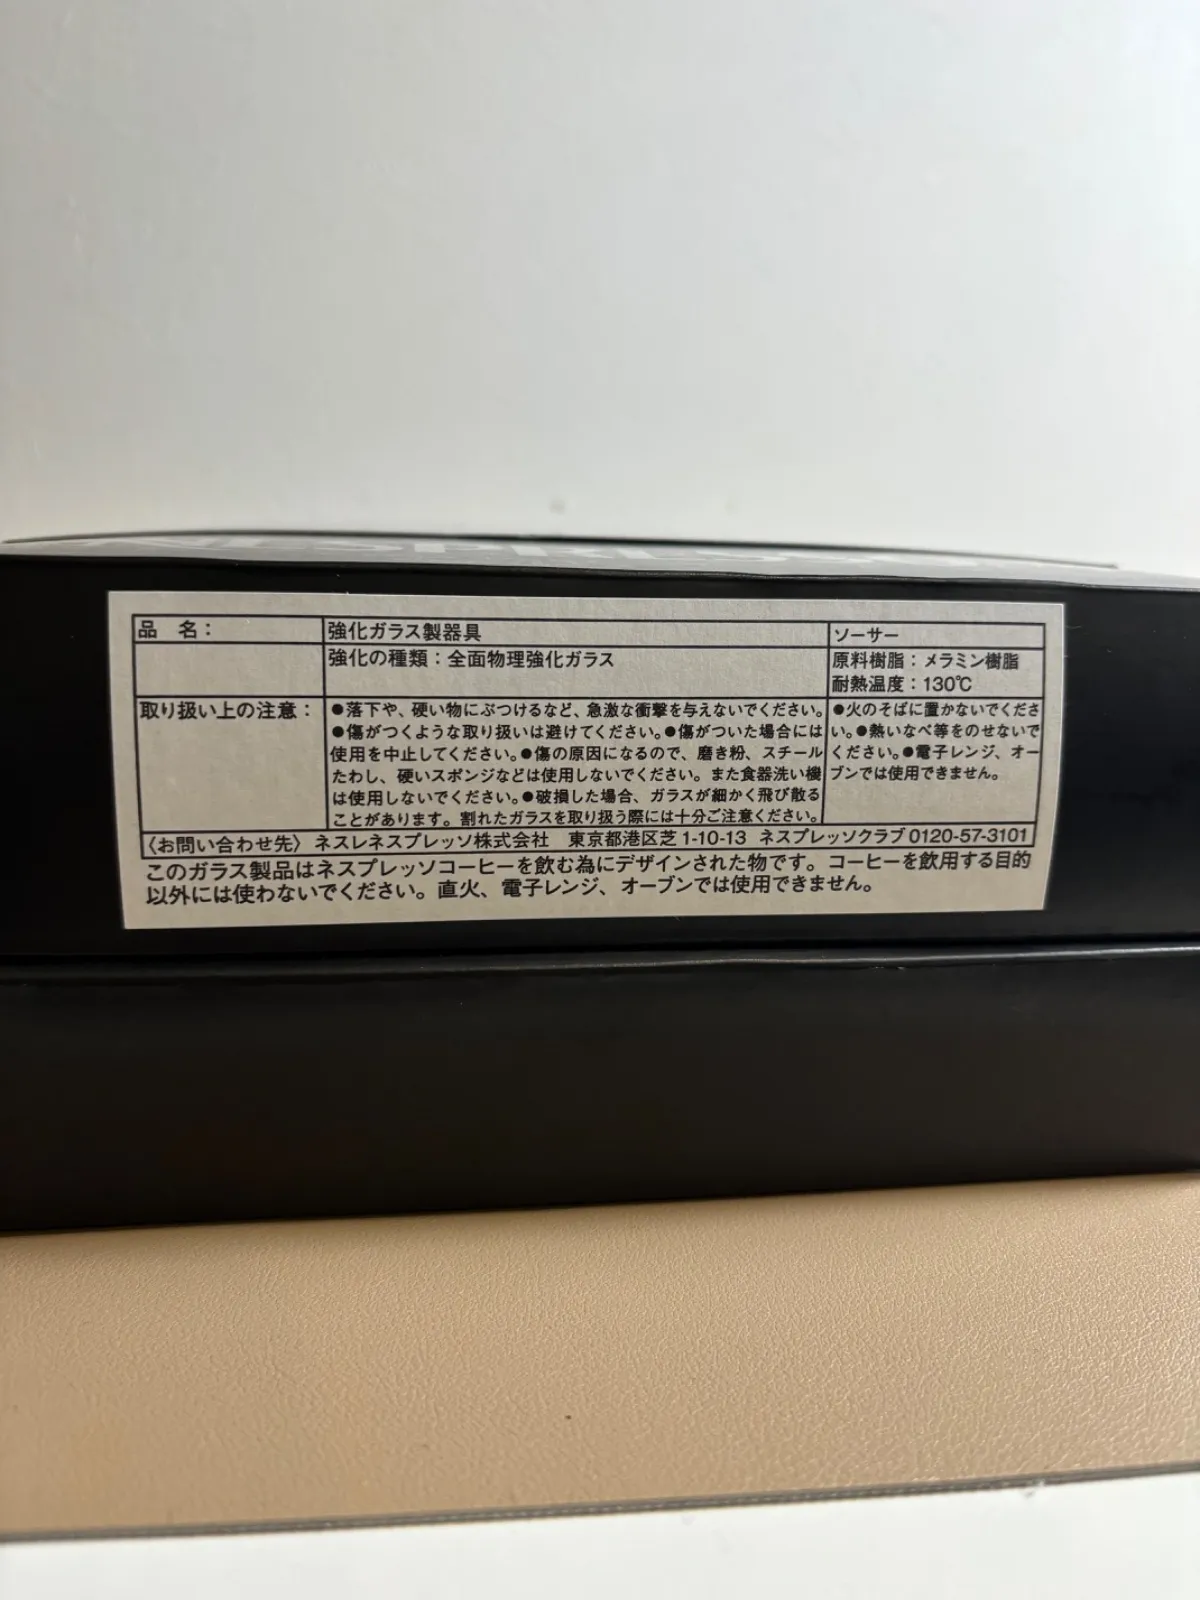 NESPRESSO
品　名：
強化ガラス製器具
ソーサー
強化の種類：全面物理強化ガラス
原料樹脂：メラミン樹脂
耐熱温度：130℃
取り扱い上の注意：
●落下や、硬い物にぶつけるなど、急激な衝撃を与えないでください。
●傷がつくような取り扱いは避けてください。●傷がついた場合には
使用を中止してください。●傷の原因になるので、磨き粉、スチール
たわし、硬いスポンジなどは使用しないでください。また食器洗い機
は使用しないでください。●破損した場合、ガラスが細かく飛び散る
ことがあります。割れたガラスを取り扱う際には十分ご注意ください。
●火のそばに置かないでくださ
い。●熱いなべ等をのせないで
ください。●電子レンジ、オー
ブンでは使用できません。
〈お問い合わせ先〉ネスレネスプレッソ株式会社　東京都港区芝1-10-13　ネスプレッソクラブ0120-57-3101
このガラス製品はネスプレッソコーヒーを飲む為にデザインされた物です。コーヒーを飲用する目的
以外には使わないでください。直火、電子レンジ、オーブンでは使用できません。